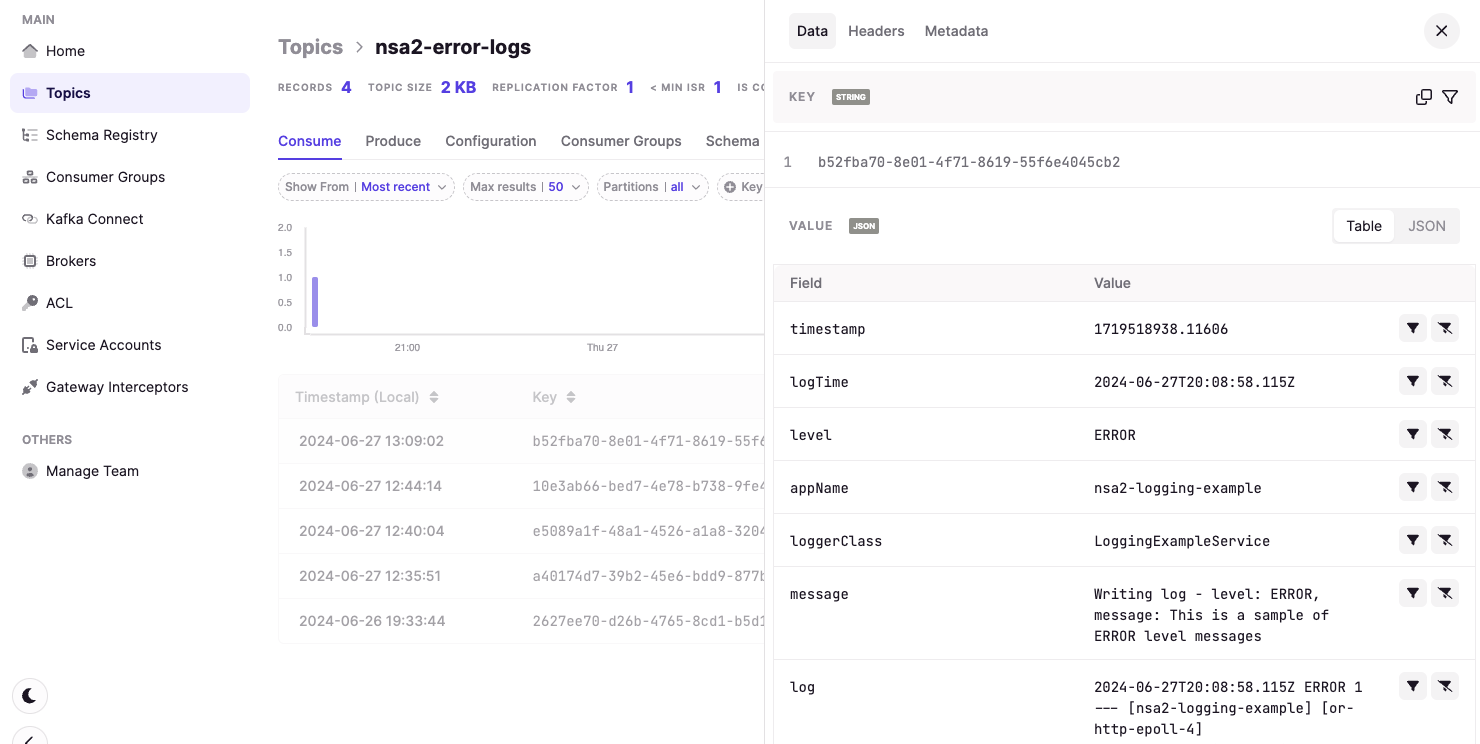 MAIN
Home
Topics
Schema Registry
Consumer Groups
Kafka Connect
Brokers
ACL
Service Accounts
Gateway Interceptors
OTHERS
Manage Team
Topics > nsa2-error-logs
RECORDS 4 TOPIC SIZE 2 KB REPLICATION FACTOR 1 < MIN ISR 1 IS CO
Consume Produce Configuration Consumer Groups Schema
Show From Most recent Max results 50 Partitions all Key
2.0
1.5
1.0
0.5
0.0
21:00 Thu 27
Timestamp (Local) Key
2024-06-27 13:09:02 b52fba70-8e01-4f71-8619-55f6
2024-06-27 12:44:14 10e3ab66-bed7-4e78-b738-9fe4
2024-06-27 12:40:04 e5089a1f-48a1-4526-a1a8-3204
2024-06-27 12:35:51 a40174d7-39b2-45e6-bdd9-877b
2024-06-26 19:33:44 2627ee70-d26b-4765-8cd1-b5d1
Data Headers Metadata
KEY STRING
1 b52fba70-8e01-4f71-8619-55f6e4045cb2
VALUE JSON Table JSON
Field Value
timestamp 1719518938.11606
logTime 2024-06-27T20:08:58.115Z
level ERROR
appName nsa2-logging-example
loggerClass LoggingExampleService
message Writing log - level: ERROR,
message: This is a sample of
ERROR level messages
log 2024-06-27T20:08:58.115Z ERROR 1
--- [nsa2-logging-example] [or-
http-epoll-4]